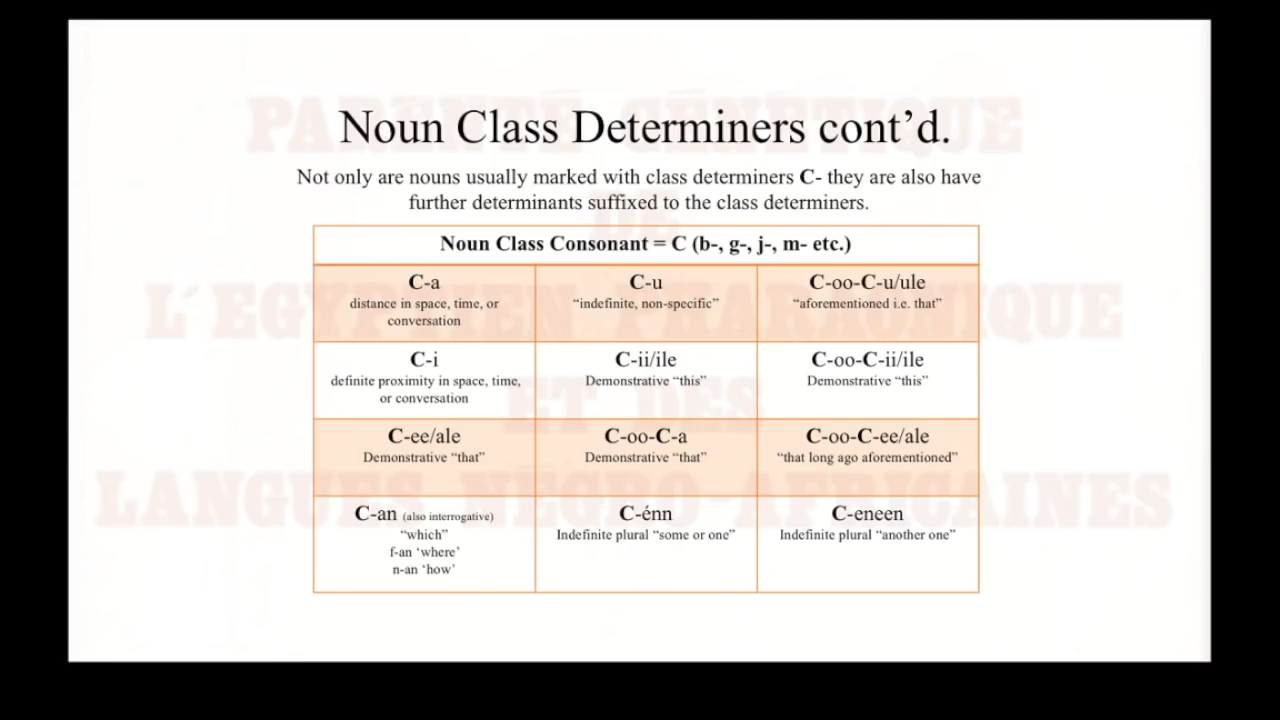 PARENTÉ GÉNÉTIQUE
Noun Class Determiners cont’d.
Not only are nouns usually marked with class determiners C- they are also have
further determinants suffixed to the class determiners.
DE
Noun Class Consonant = C (b-, g-, j-, m- etc.)
L´EGYPTIEN PHARAONIQUE
C-a
distance in space, time, or
conversation
C-u
“indefinite, non-specific”
C-oo-C-u/ule
“aforementioned i.e. that”
C-i
definite proximity in space, time,
or conversation
C-ii/ile
Demonstrative “this”
C-oo-C-ii/ile
Demonstrative “this”
ET DES
C-ee/ale
Demonstrative “that”
C-oo-C-a
Demonstrative “that”
C-oo-C-ee/ale
“that long ago aforementioned”
LANGUES NÉGRO-AFRICAINES
C-an (also interrogative)
“which”
f-an ‘where’
n-an ‘how’
C-énn
Indefinite plural “some or one”
C-eneen
Indefinite plural “another one”